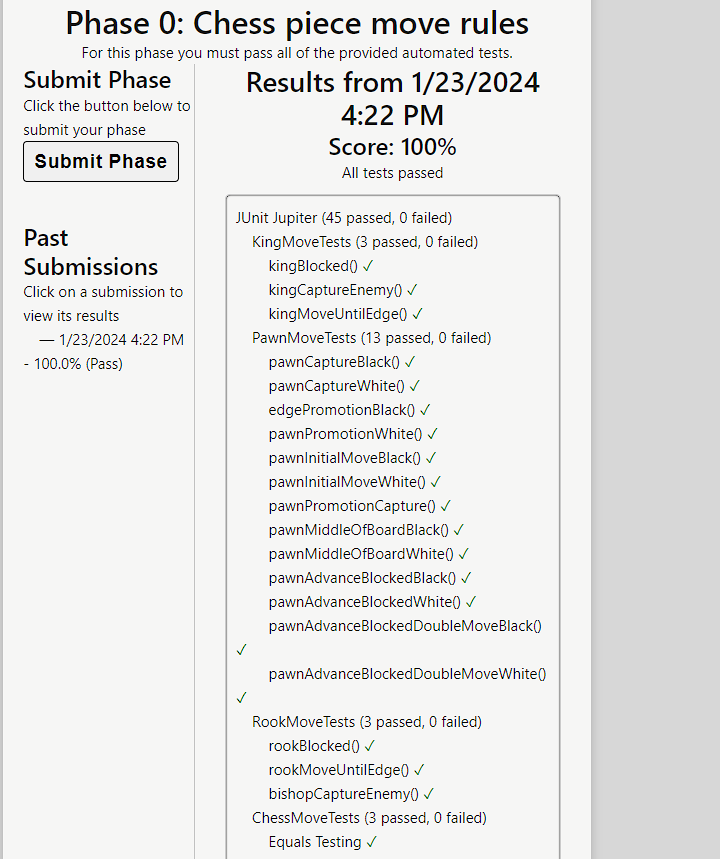 Phase 0: Chess piece move rules
For this phase you must pass all of the provided automated tests.
Submit Phase
Click the button below to
submit your phase
Submit Phase
Past
Submissions
Click on a submission to
view its results
— 1/23/2024 4:22 PM
- 100.0% (Pass)
Results from 1/23/2024
4:22 PM
Score: 100%
All tests passed
JUnit Jupiter (45 passed, 0 failed)
KingMoveTests (3 passed, 0 failed)
kingBlocked() ✓
kingCaptureEnemy() ✓
kingMoveUntilEdge() ✓
PawnMoveTests (13 passed, 0 failed)
pawnCaptureBlack() ✓
pawnCaptureWhite() ✓
edgePromotionBlack() ✓
pawnPromotionWhite() ✓
pawnInitialMoveBlack() ✓
pawnInitialMoveWhite() ✓
pawnPromotionCapture() ✓
pawnMiddleOfBoardBlack() ✓
pawnMiddleOfBoardWhite() ✓
pawnAdvanceBlockedBlack() ✓
pawnAdvanceBlockedWhite() ✓
pawnAdvanceBlockedDoubleMoveBlack()
✓
pawnAdvanceBlockedDoubleMoveWhite()
✓
RookMoveTests (3 passed, 0 failed)
rookBlocked() ✓
rookMoveUntilEdge() ✓
bishopCaptureEnemy() ✓
ChessMoveTests (3 passed, 0 failed)
Equals Testing ✓